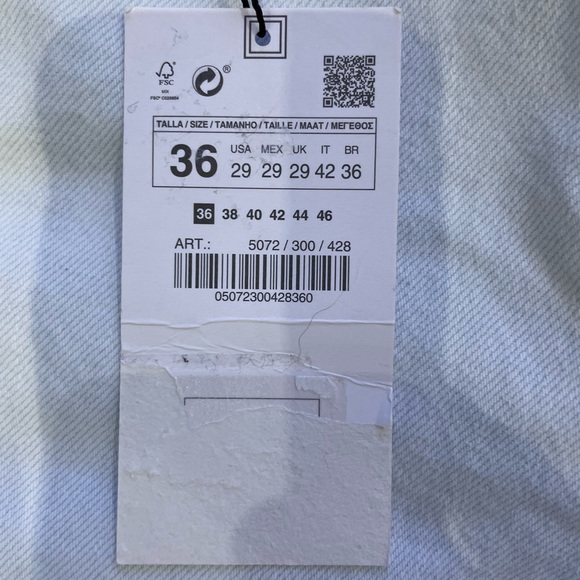 ®
FSC
MIX
TALLA / SIZE / TAMANHO / TAILLE / MAAT / ΜΕΓΕΘΟΣ
36 USA MEX UK IT BR
29 29 29 42 36
36 38 40 42 44 46
ART.: 5072 / 300 / 428
05072300428360